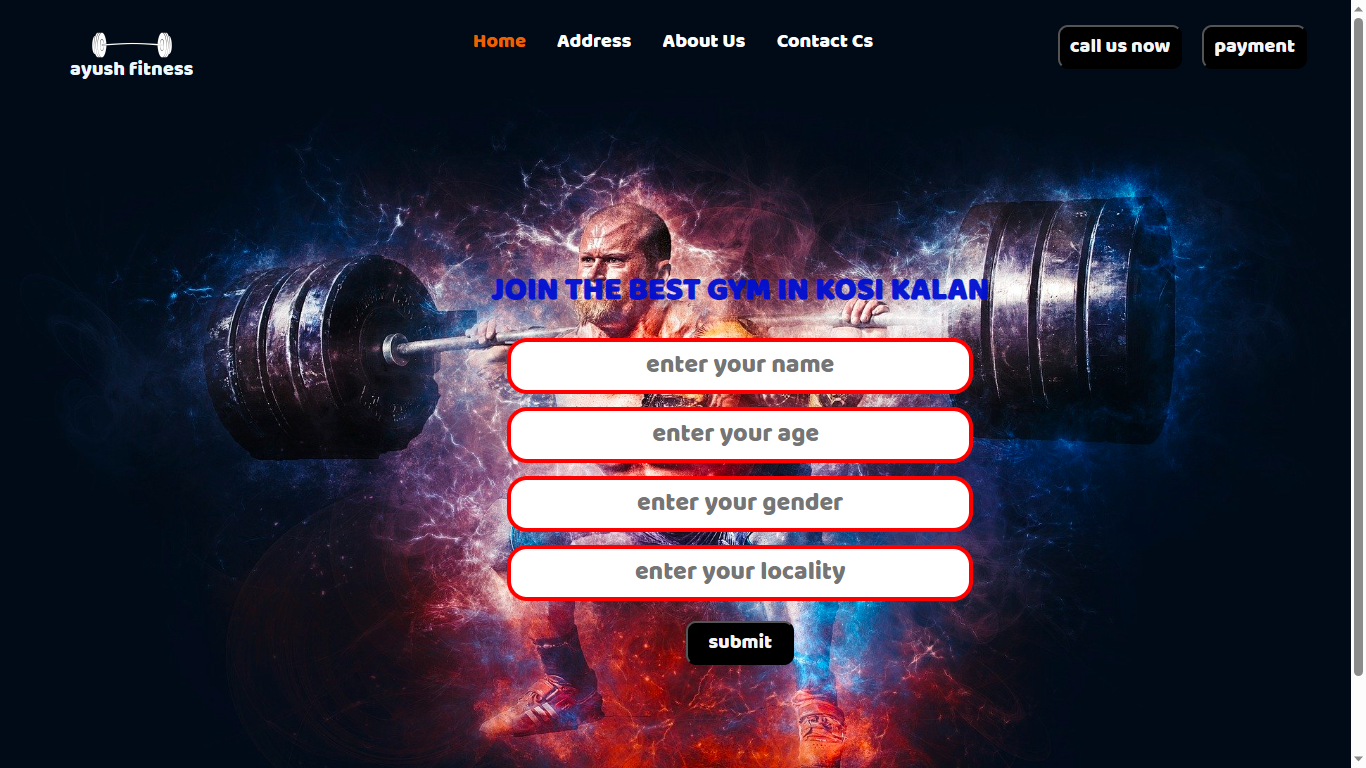 Home Address About Us Contact Cs
call us now payment
ayush fitness
JOIN THE BEST GYM IN KOSI KALAN
enter your name
enter your age
enter your gender
enter your locality
submit